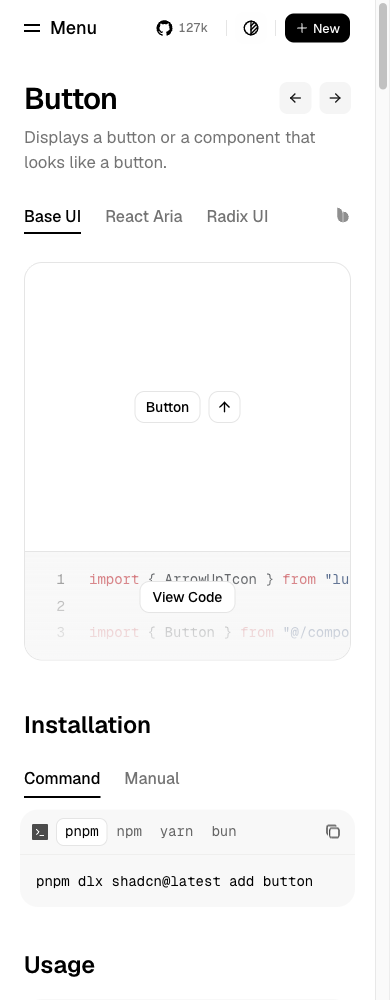 Menu
127k
New
Button
Displays a button or a component that
looks like a button.
Base UI
React Aria
Radix UI
Button
1 import { ArrowUpIcon } from "lu
2
View Code
3 import { Button } from "@/compo
Installation
Command
Manual
pnpm
npm
yarn
bun
pnpm dlx shadcn@latest add button
Usage